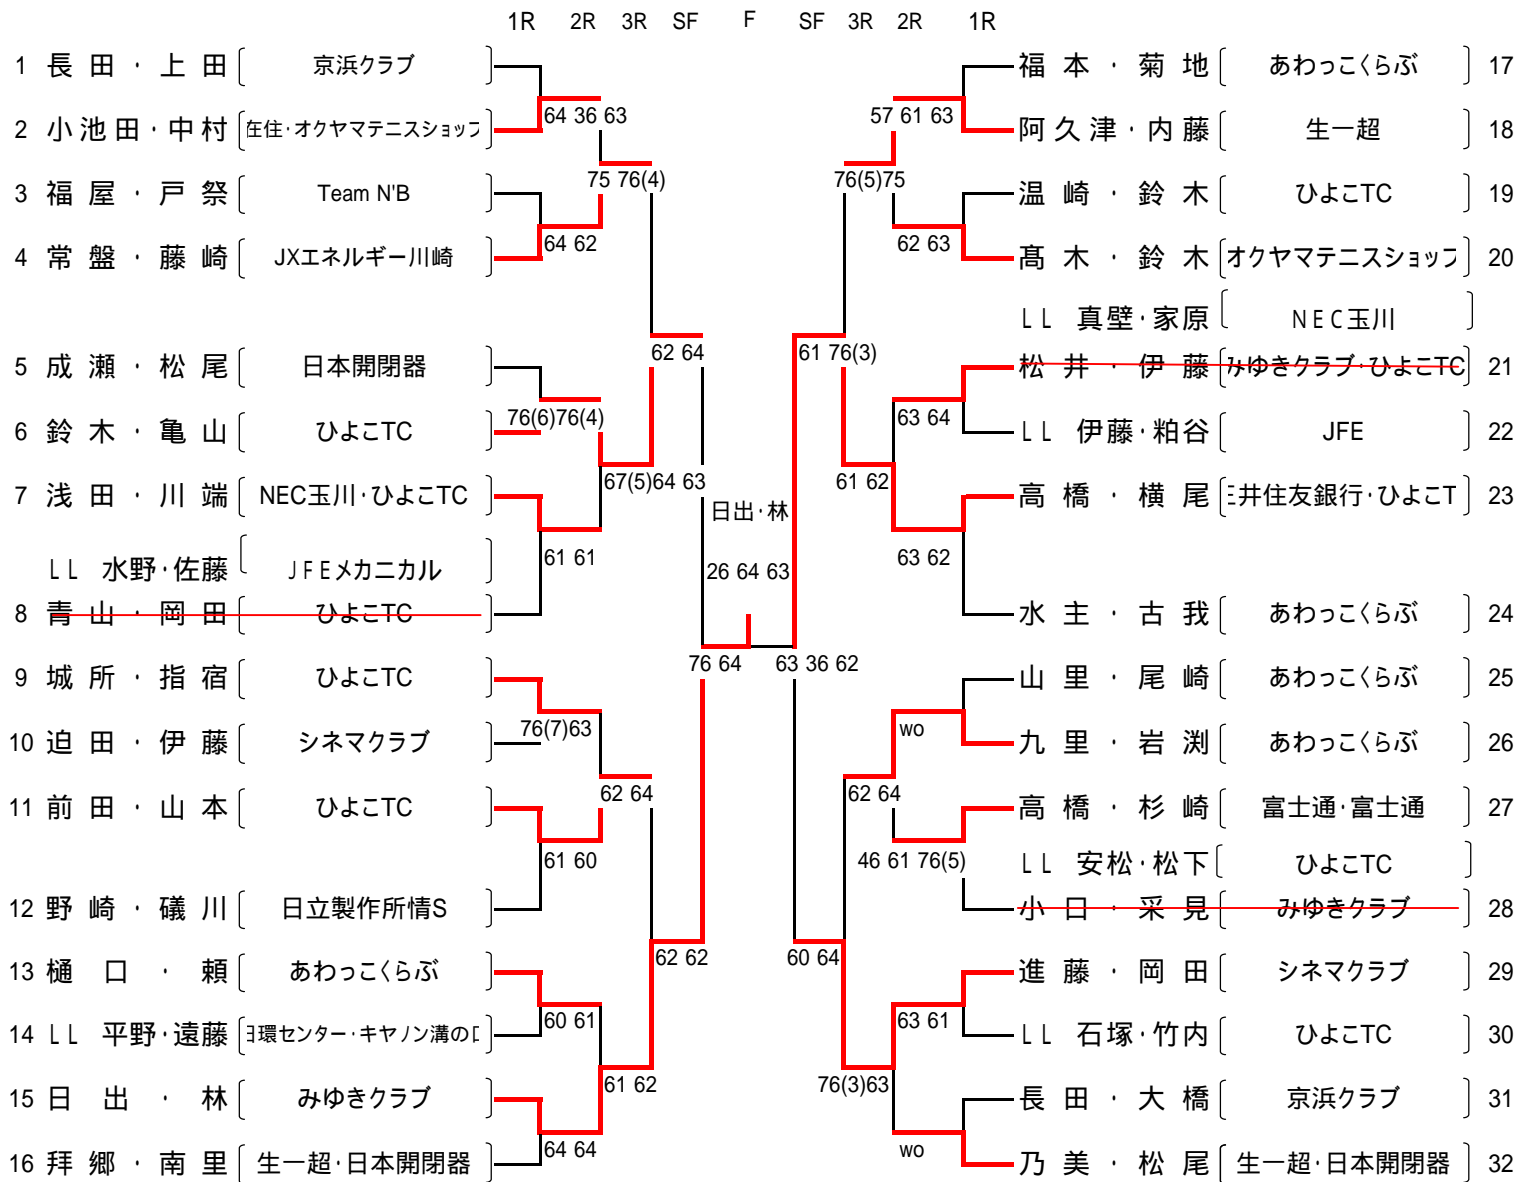 1R 2R 3R SF F SF 3R 2R 1R
1 長田・上田 京浜クラブ
64 36 63
2 小池田・中村 在住・オクヤマテニスショップ
75 76(4)
3 福屋・戸祭 Team N'B
64 62
4 常盤・藤崎 JXエネルギー川崎
62 64
5 成瀬・松尾 日本開閉器
76(6)76(4)
6 鈴木・亀山 ひよこTC
67(5)64 63
7 浅田・川端 NEC玉川・ひよこTC
61 61
LL 水野・佐藤 JFEメカニカル
8 青山・岡田 ひよこTC
76 64
9 城所・指宿 ひよこTC
76(7)63
10 迫田・伊藤 シネマクラブ
62 64
11 前田・山本 ひよこTC
61 60
12 野崎・礒川 日立製作所情S
62 62
13 樋口・頼 あわっこくらぶ
60 61
14 LL 平野・遠藤 環センター・キヤノン溝の
61 62
15 日出・林 みゆきクラブ
64 64
16 拝郷・南里 生一超・日本開閉器
日出・林
26 64 63
福本・菊地 あわっこくらぶ 17
57 61 63
阿久津・内藤 生一超 18
76(5)75
温崎・鈴木 ひよこTC 19
62 63
髙木・鈴木 オクヤマテニスショップ 20
LL 真壁・家原 NEC玉川
61 76(3)
松井・伊藤 みゆきクラブ・ひよこTC 21
63 64
LL 伊藤・粕谷 JFE 22
61 62
高橋・横尾 井住友銀行・ひよこT 23
63 62
水主・古我 あわっこくらぶ 24
63 36 62
山里・尾崎 あわっこくらぶ 25
wo
九里・岩渕 あわっこくらぶ 26
62 64
高橋・杉崎 富士通・富士通 27
46 61 76(5)
LL 安松・松下 ひよこTC
小口・采見 みゆきクラブ 28
60 64
進藤・岡田 シネマクラブ 29
63 61
LL 石塚・竹内 ひよこTC 30
76(3)63
長田・大橋 京浜クラブ 31
wo
乃美・松尾 生一超・日本開閉器 32